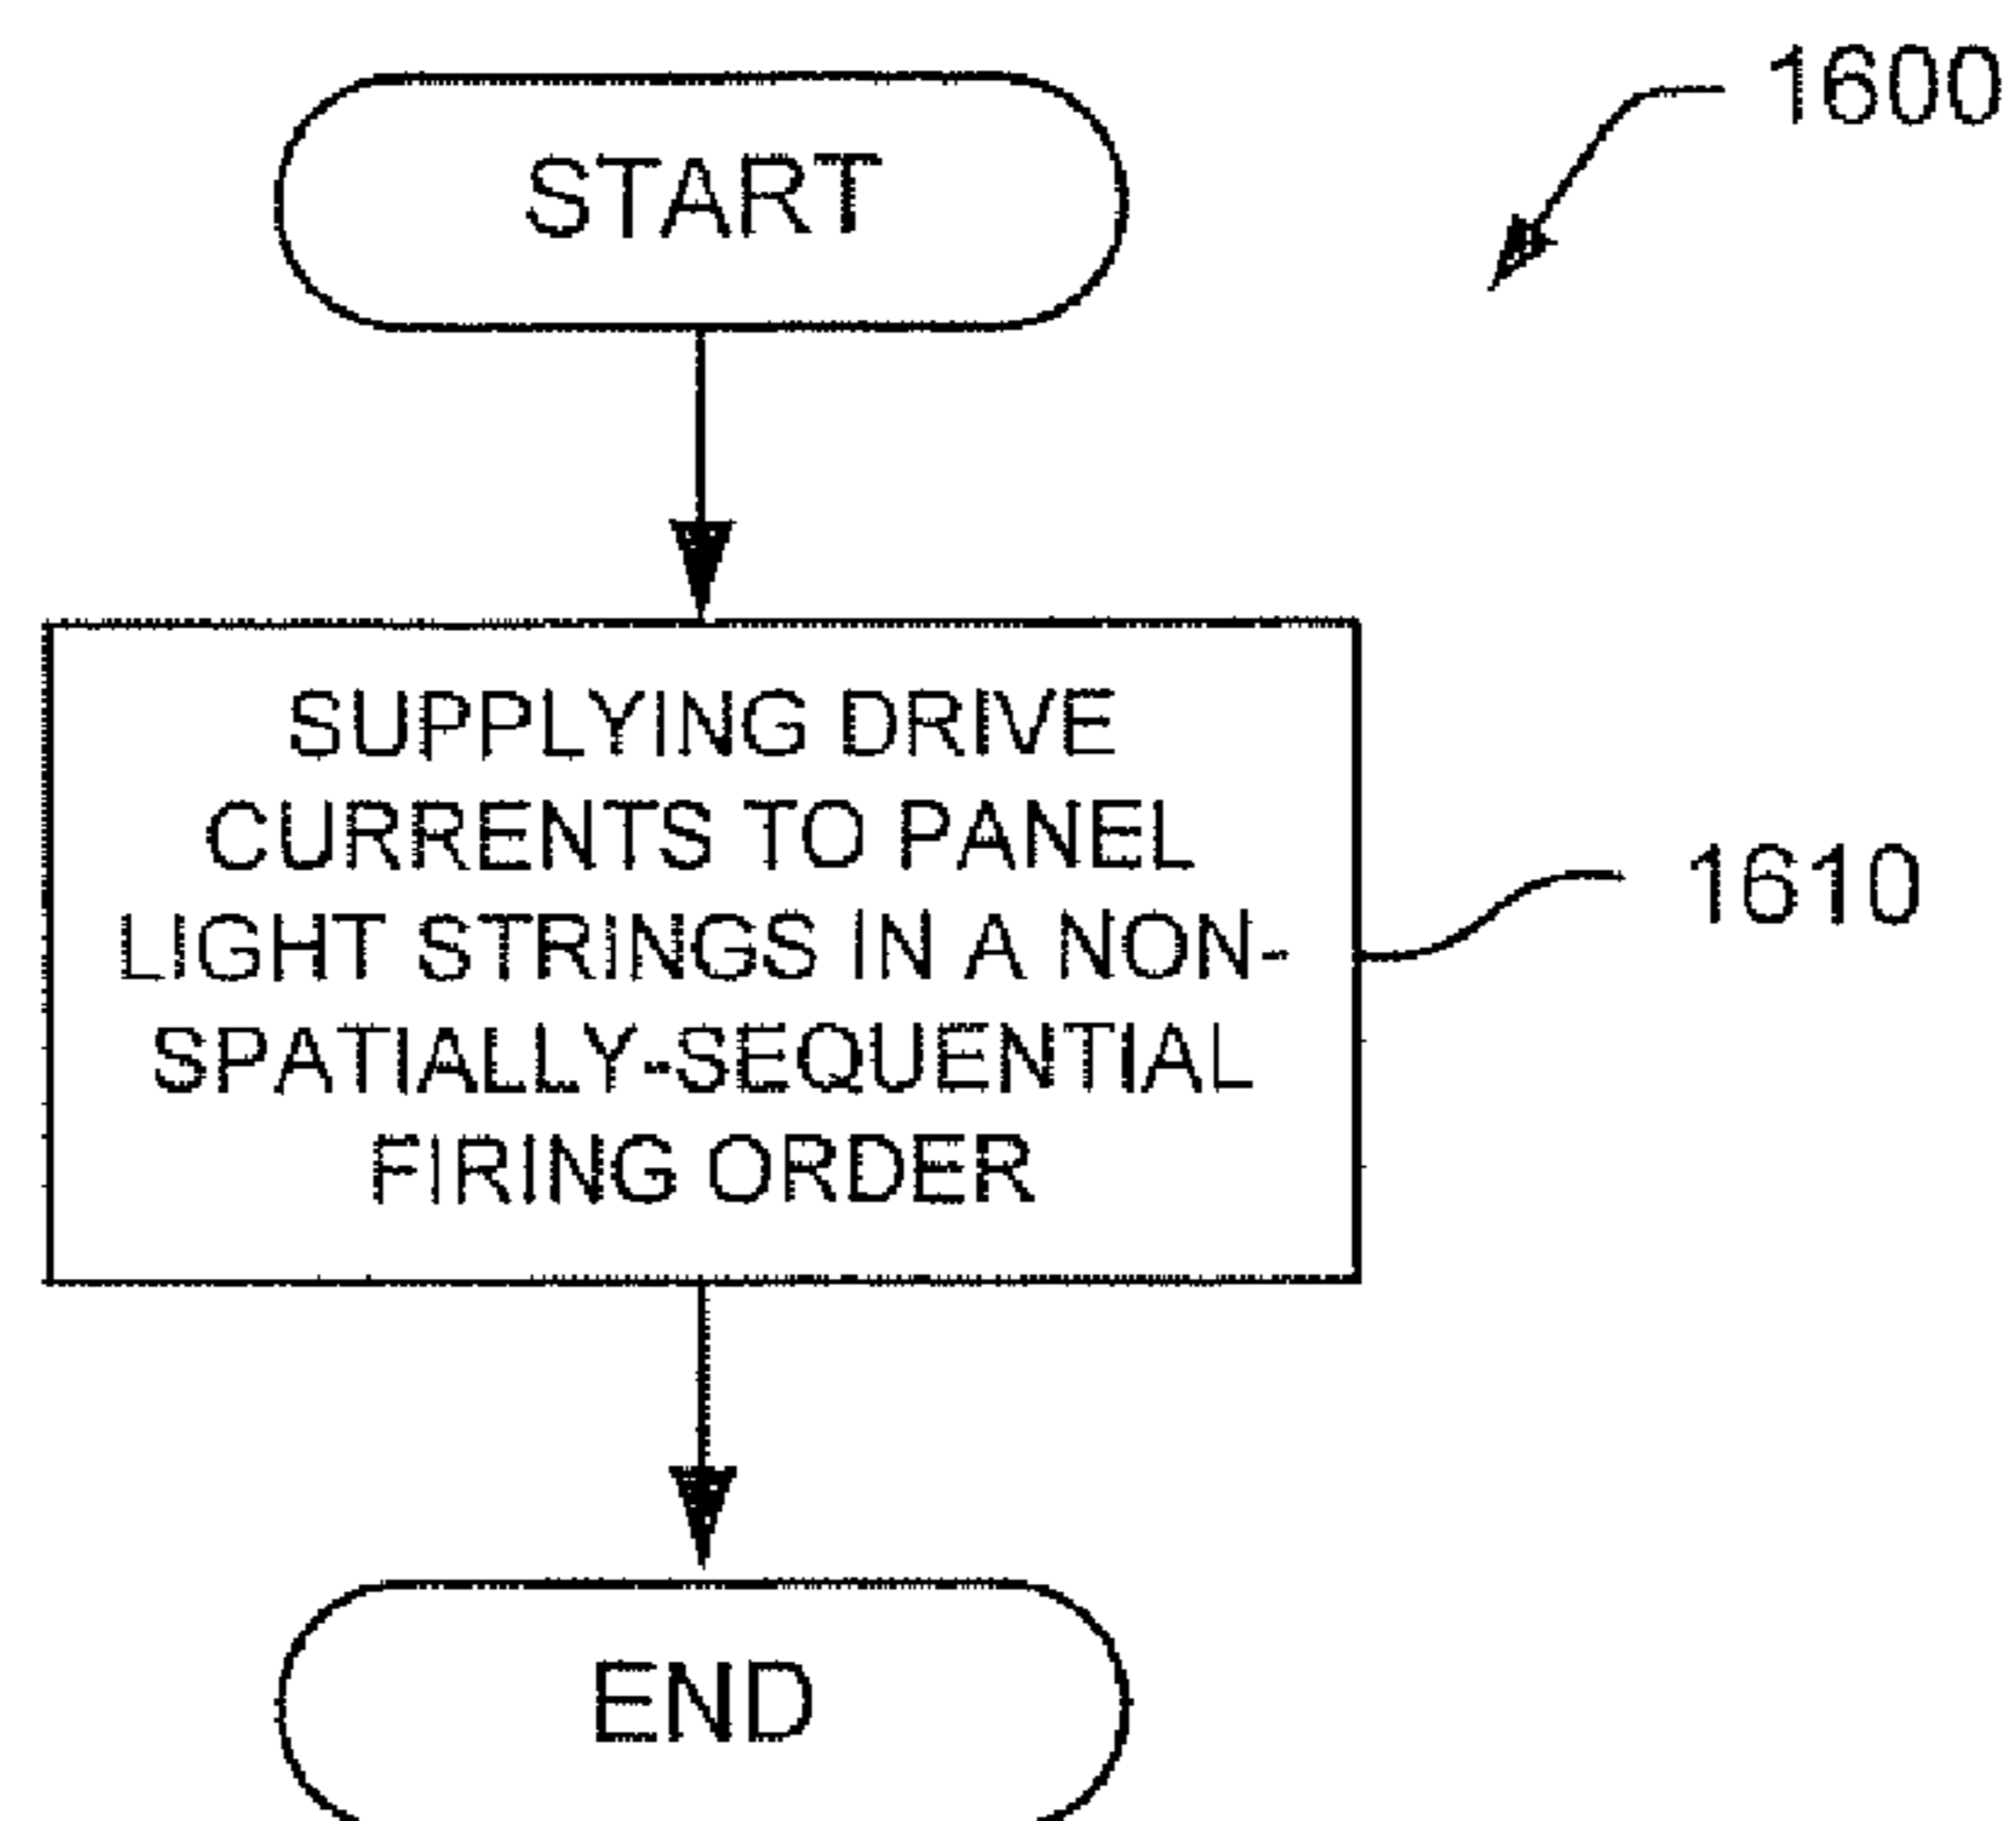 1600
START
SUPPLYING DRIVE
CURRENTS TO PANEL
LIGHT STRINGS IN A NON-
SPATIALLY-SEQUENTIAL
FIRING ORDER
1610
END